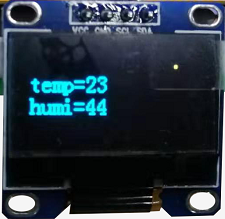 VCC GND SCL SDA
temp=23
humi=44